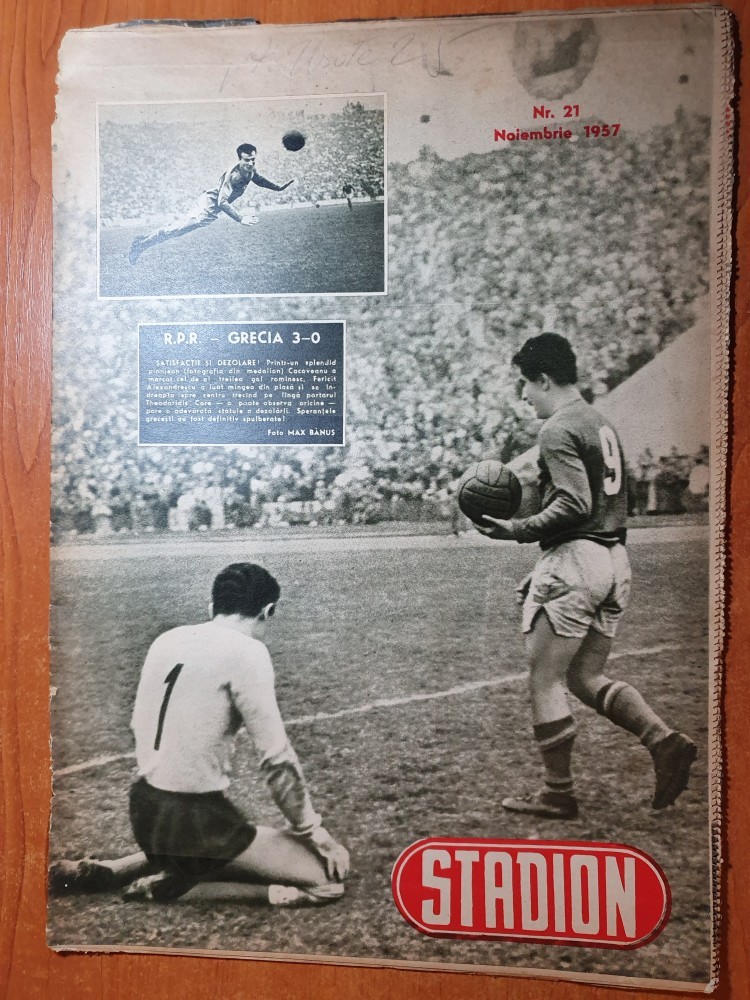 Nr. 21
Noiembrie 1957
R.P.R. – GRECIA 3–0
SATISFACȚIE ȘI DEZOLARE! Printr-un splendid
plonjon (fotografia din medalion) Cacoveanu a
marcat cel de al treilea gol romînesc. Fericit
Alexandrescu a luat mingea din plasă și se în-
dreapta spre centru trecînd pe lîngă portarul
Theodoridis Care — o poate observa oricine —
pare o adevărată statuie a dezolării. Speranțele
grecești au fost definitiv spulberate!
Foto MAX BĂNUȘ
9
1
STADION